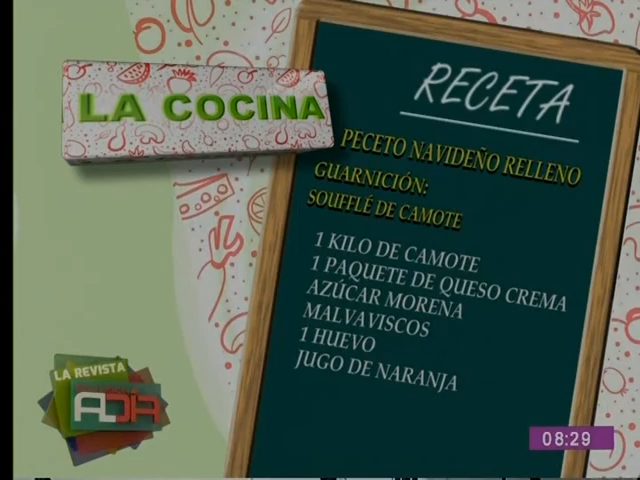 LA COCINA
RECETA
PECETO NAVIDEÑO RELLENO
GUARNICIÓN:
SOUFFLÉ DE CAMOTE
1 KILO DE CAMOTE
1 PAQUETE DE QUESO CREMA
AZÚCAR MORENA
MALVAVISCOS
1 HUEVO
JUGO DE NARANJA
LA REVISTA
08:29